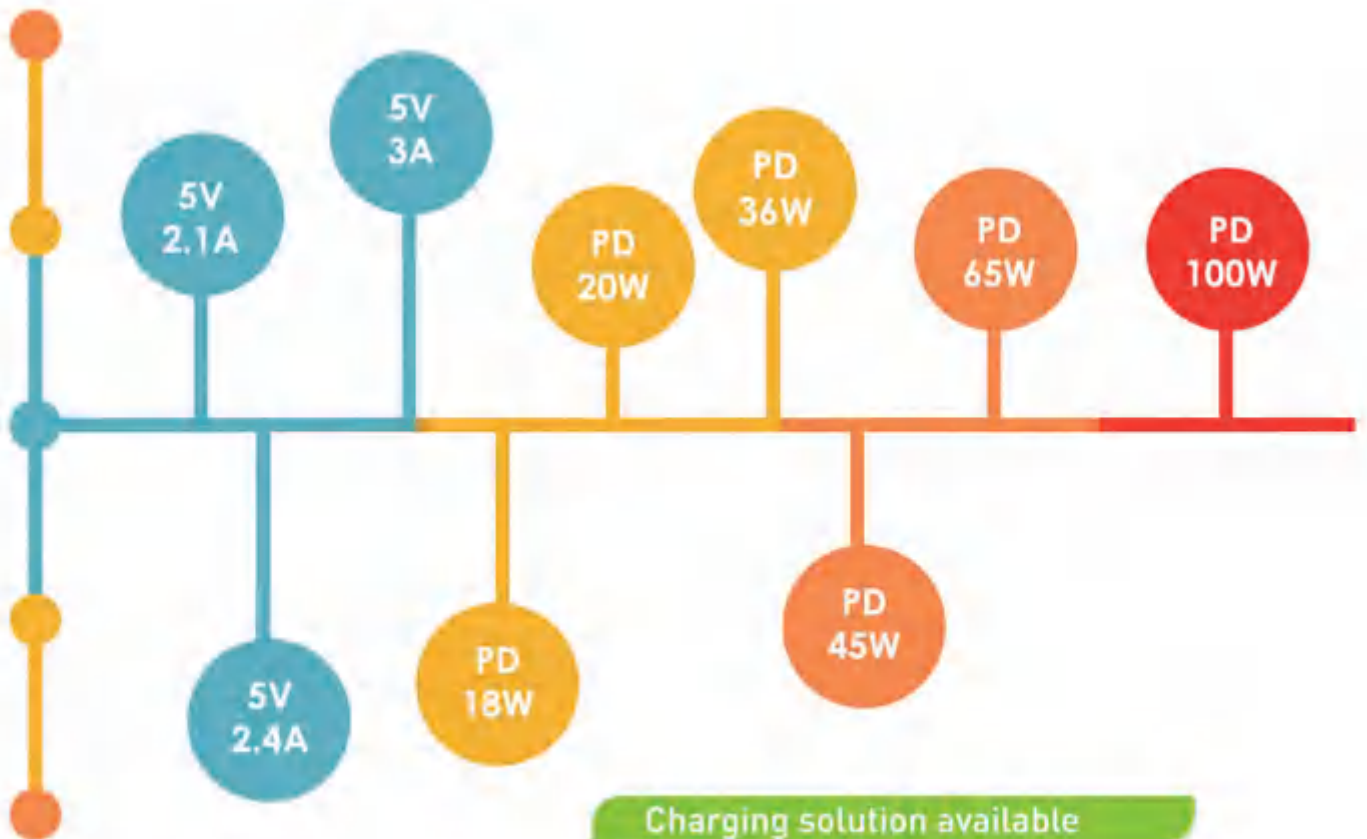 5V
2.1A
5V
2.4A
5V
3A
PD
18W
PD
20W
PD
36W
PD
45W
PD
65W
PD
100W
Charging solution available